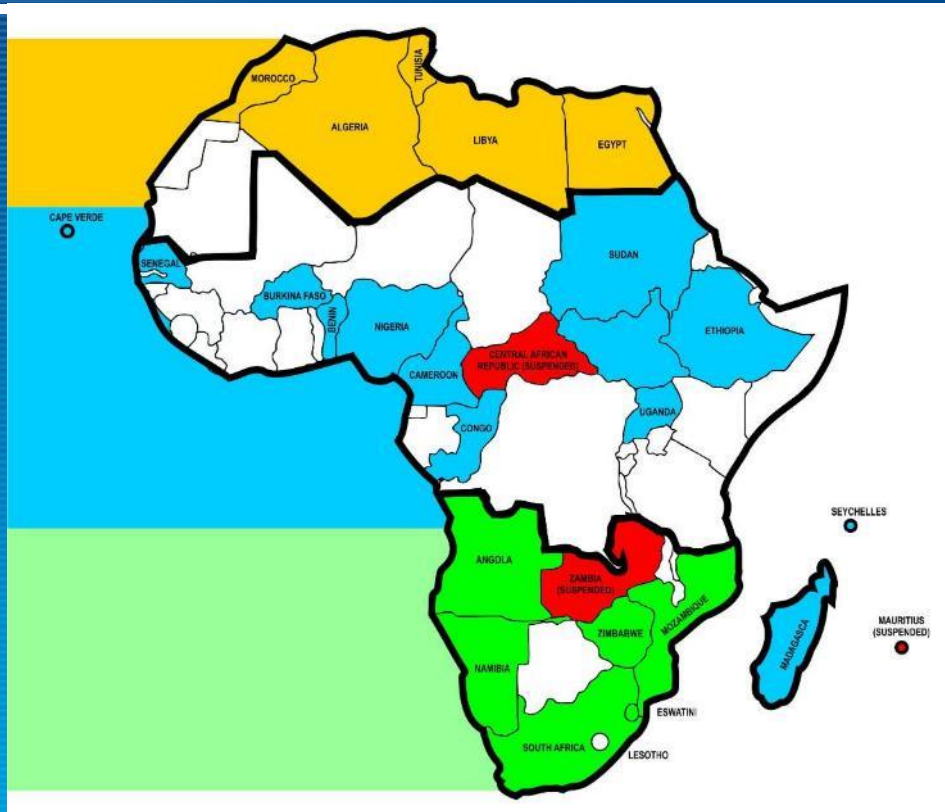 TUNISIA
MOROCCO
ALGERIA
LIBYA
EGYPT
CAPE VERDE
SENEGAL
SUDAN
BURKINA FASO
BENIN
NIGERIA
ETHIOPIA
CENTRAL AFRICAN
REPUBLIC (SUSPENDED)
CAMEROON
UGANDA
CONGO
SEYCHELLES
ANGOLA
ZAMBIA
(SUSPENDED)
MOZAMBIQUE
MAURITIUS
(SUSPENDED)
ZIMBABWE
MADAGASCA
NAMIBIA
ESWATINI
SOUTH AFRICA
LESOTHO